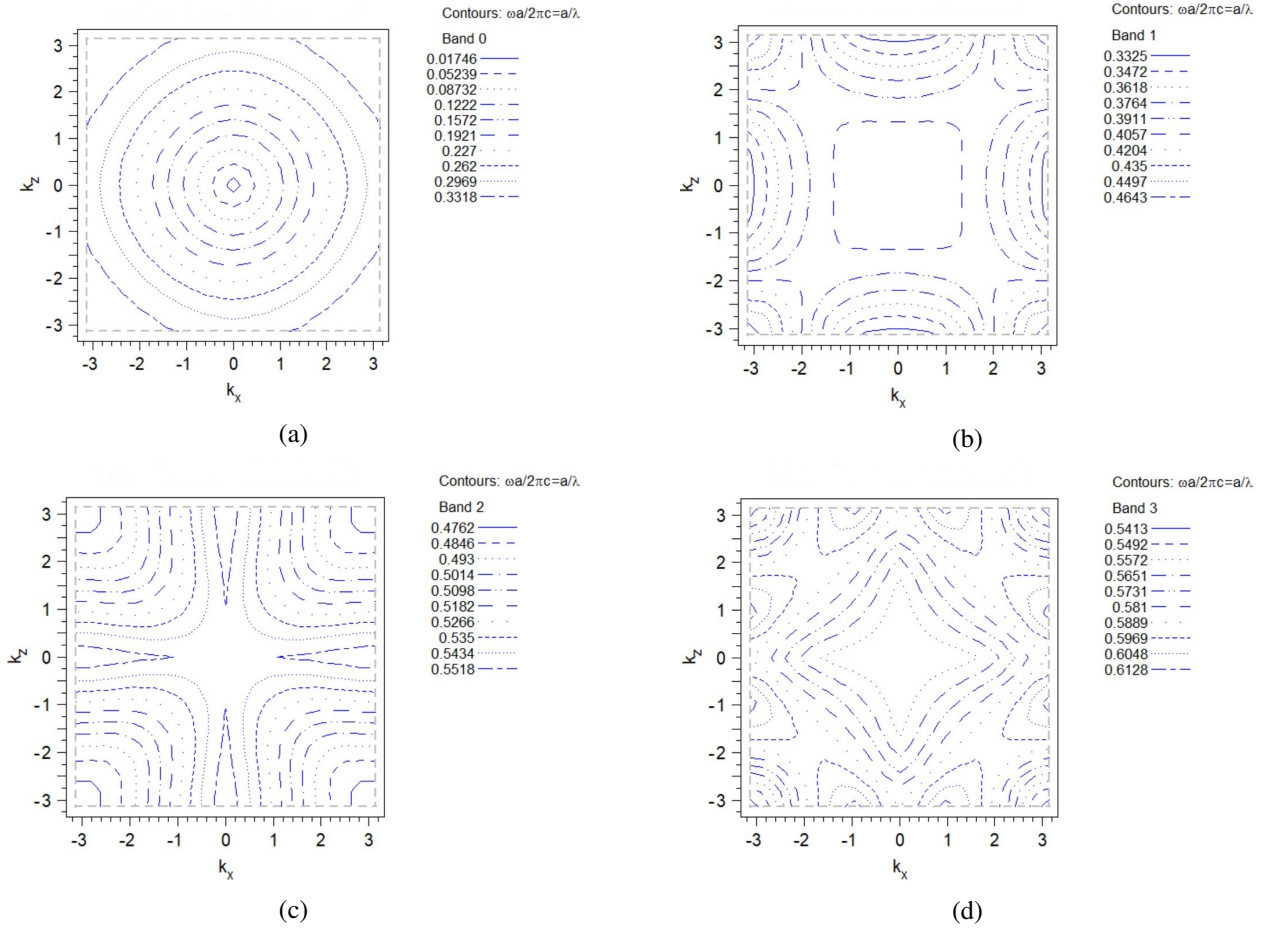 Contours: ωa/2πc=a/λ
Band 0
0.01746
0.05239
0.08732
0.1222
0.1572
0.1921
0.227
0.262
0.2969
0.3318
3
2
1
0
-1
-2
-3
kz
-3 -2 -1 0 1 2 3
kx
(a)
Contours: ωa/2πc=a/λ
Band 1
0.3325
0.3472
0.3618
0.3764
0.3911
0.4057
0.4204
0.435
0.4497
0.4643
3
2
1
0
-1
-2
-3
kz
-3 -2 -1 0 1 2 3
kx
(b)
Contours: ωa/2πc=a/λ
Band 2
0.4762
0.4846
0.493
0.5014
0.5098
0.5182
0.5266
0.535
0.5434
0.5518
3
2
1
0
-1
-2
-3
kz
-3 -2 -1 0 1 2 3
kx
(c)
Contours: ωa/2πc=a/λ
Band 3
0.5413
0.5492
0.5572
0.5651
0.5731
0.581
0.5889
0.5969
0.6048
0.6128
3
2
1
0
-1
-2
-3
kz
-3 -2 -1 0 1 2 3
kx
(d)